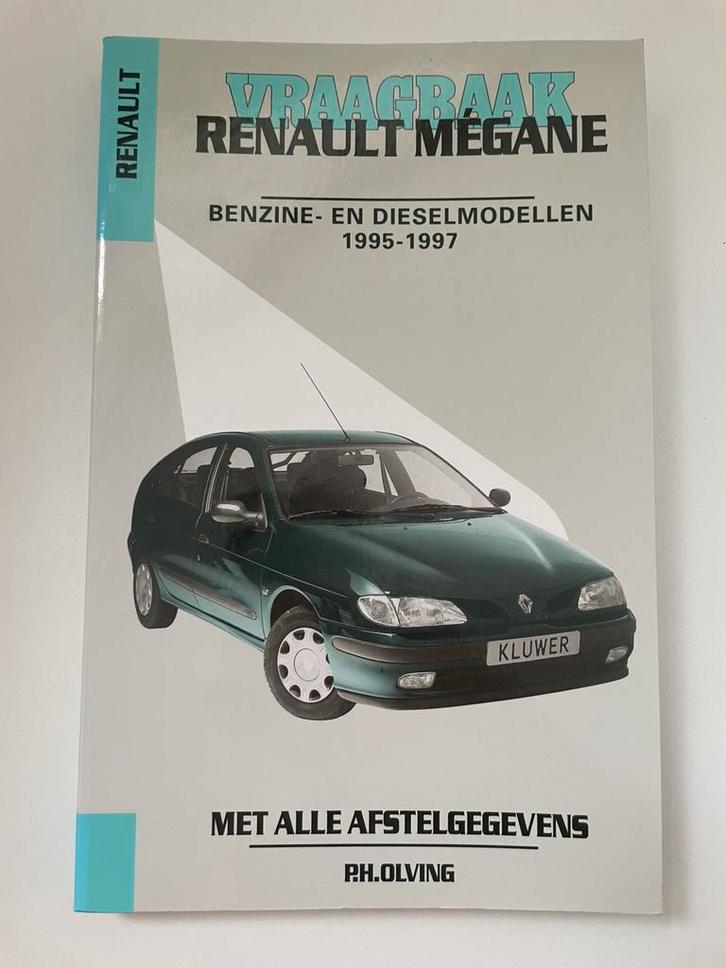 RENAULT
VRAAGBAAK
RENAULT MÉGANE
BENZINE- EN DIESELMODELLEN
1995-1997
KLUWER
MET ALLE AFSTELGEGEVENS
P.H.OLVING